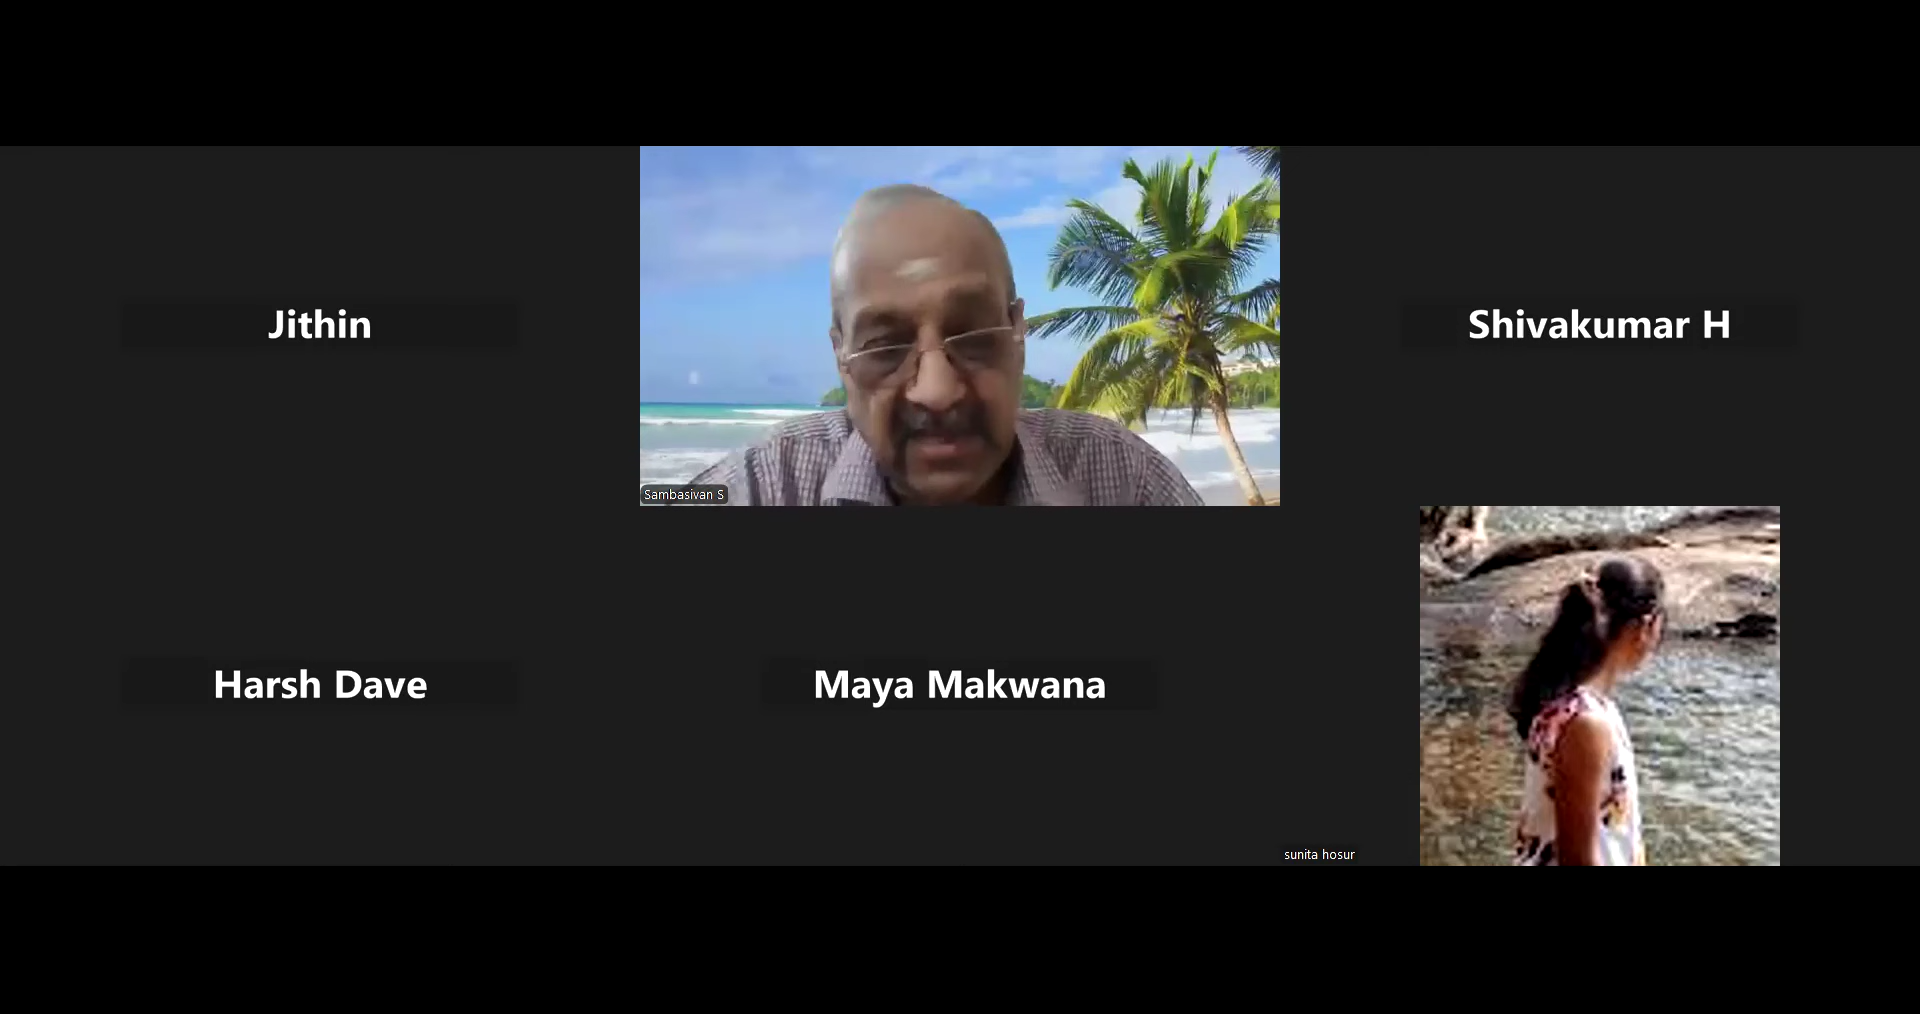 Jithin
Sambasivan S
Shivakumar H
Harsh Dave
Maya Makwana
sunita hosur